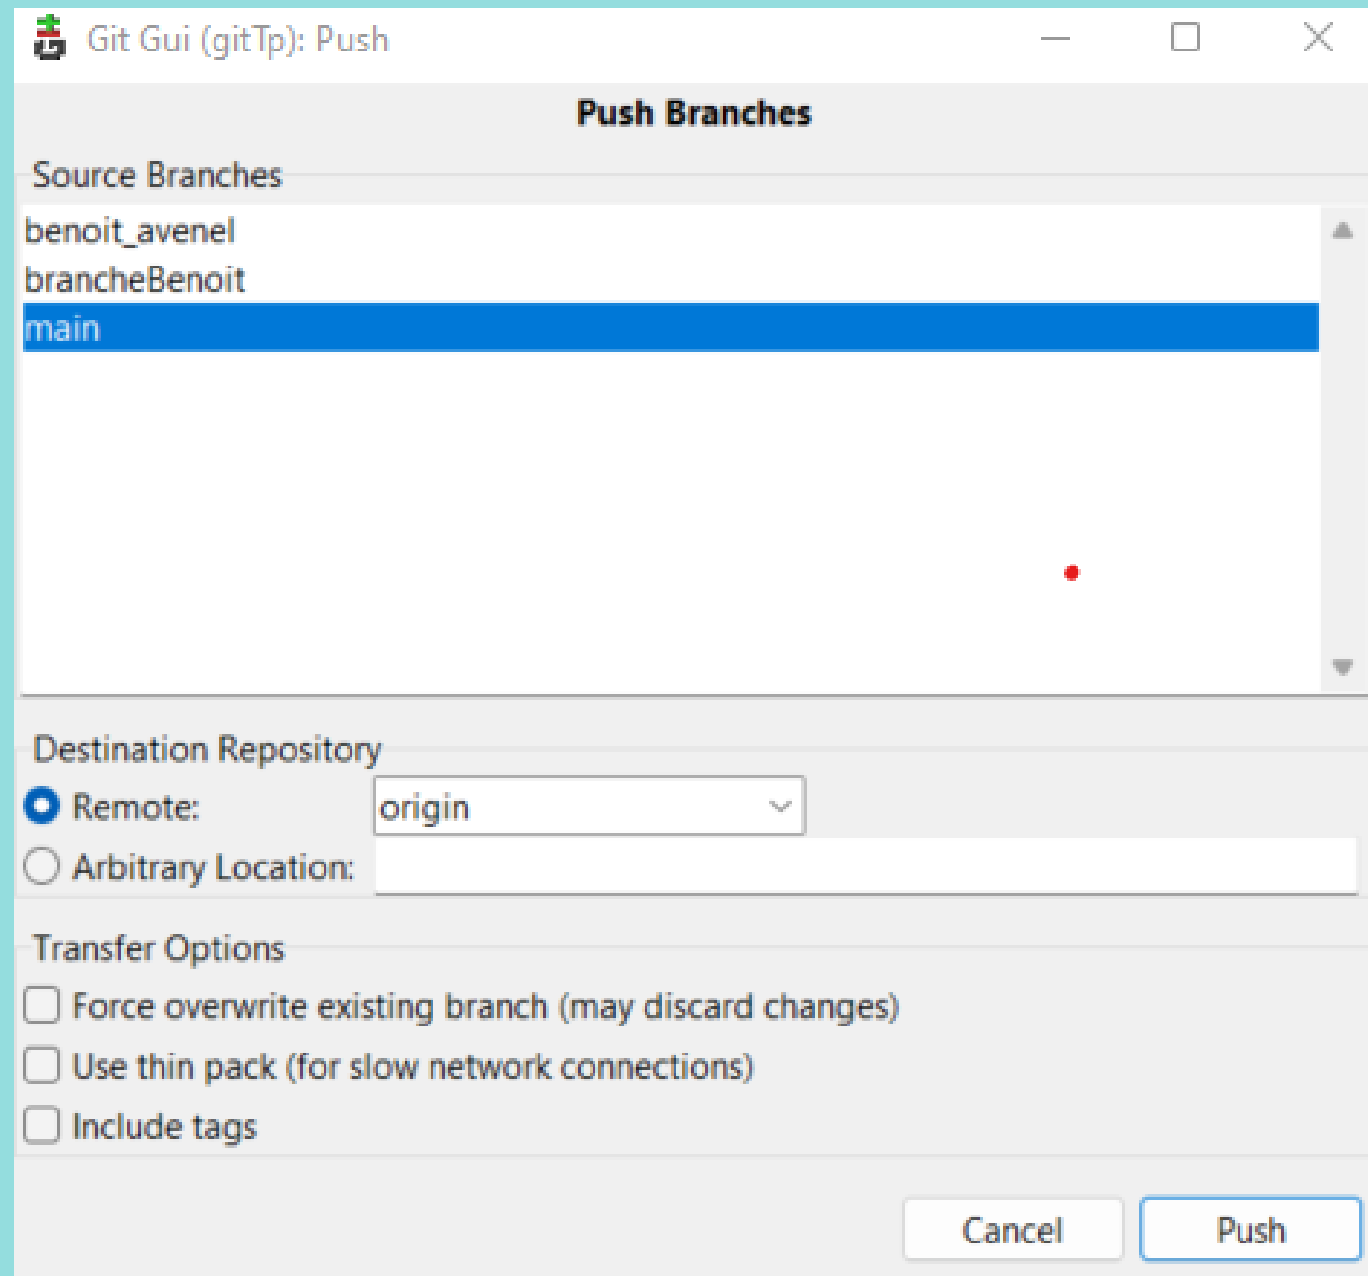 Git Gui (gitTp): Push
Push Branches
Source Branches
benoit_avenel
brancheBenoit
main
Destination Repository
Remote: origin
Arbitrary Location:
Transfer Options
Force overwrite existing branch (may discard changes)
Use thin pack (for slow network connections)
Include tags
Cancel Push